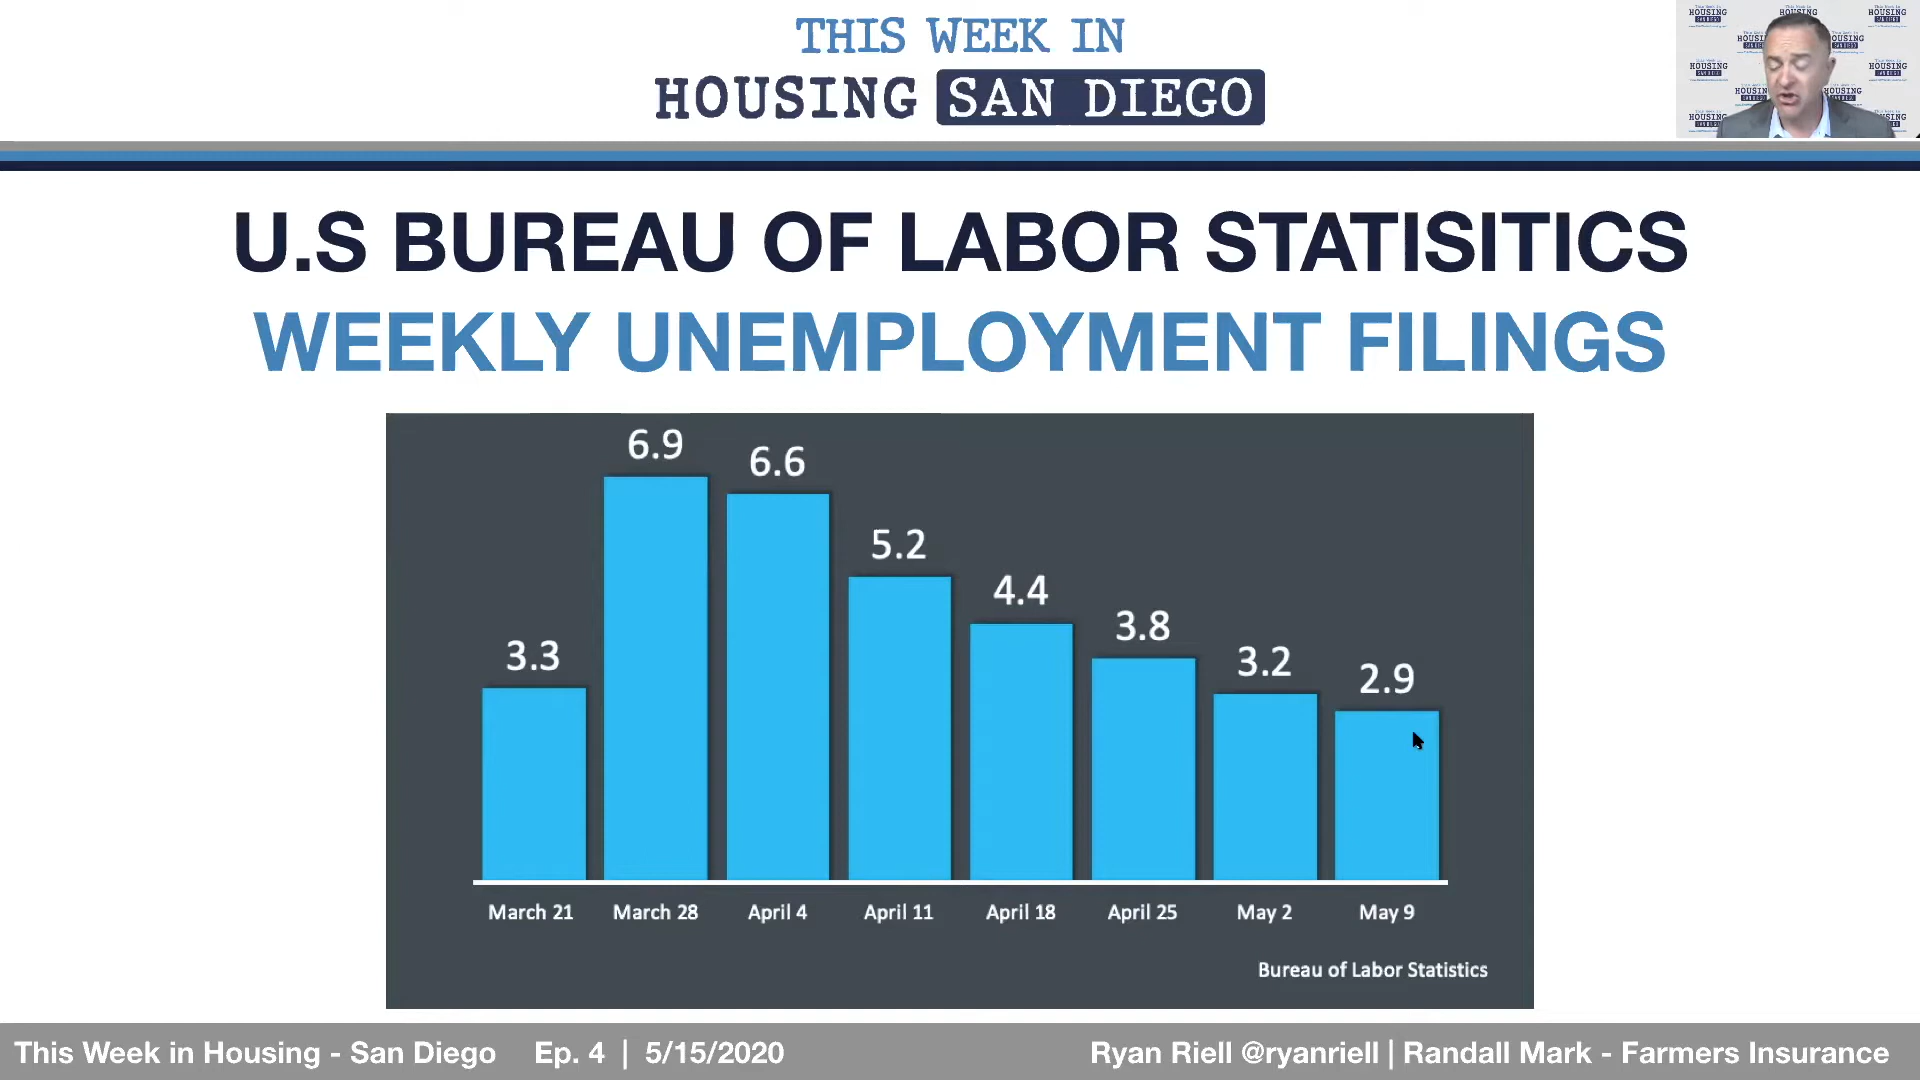 THIS WEEK IN
HOUSING SAN DIEGO
U.S BUREAU OF LABOR STATISITICS
WEEKLY UNEMPLOYMENT FILINGS
6.9
6.6
5.2
4.4
3.8
3.3
3.2
2.9
March 21 March 28 April 4 April 11 April 18 April 25 May 2 May 9
Bureau of Labor Statistics
This Week in Housing - San Diego Ep. 4 | 5/15/2020 Ryan Riell @ryanriell | Randall Mark - Farmers Insurance